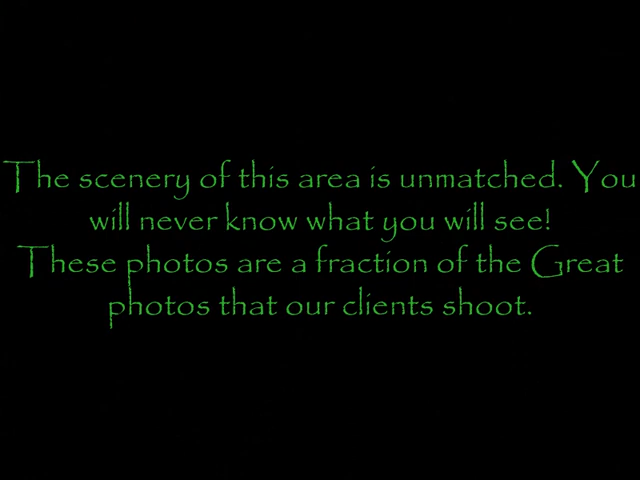 The scenery of this area is unmatched. You
will never know what you will see!
These photos are a fraction of the Great
photos that our clients shoot.